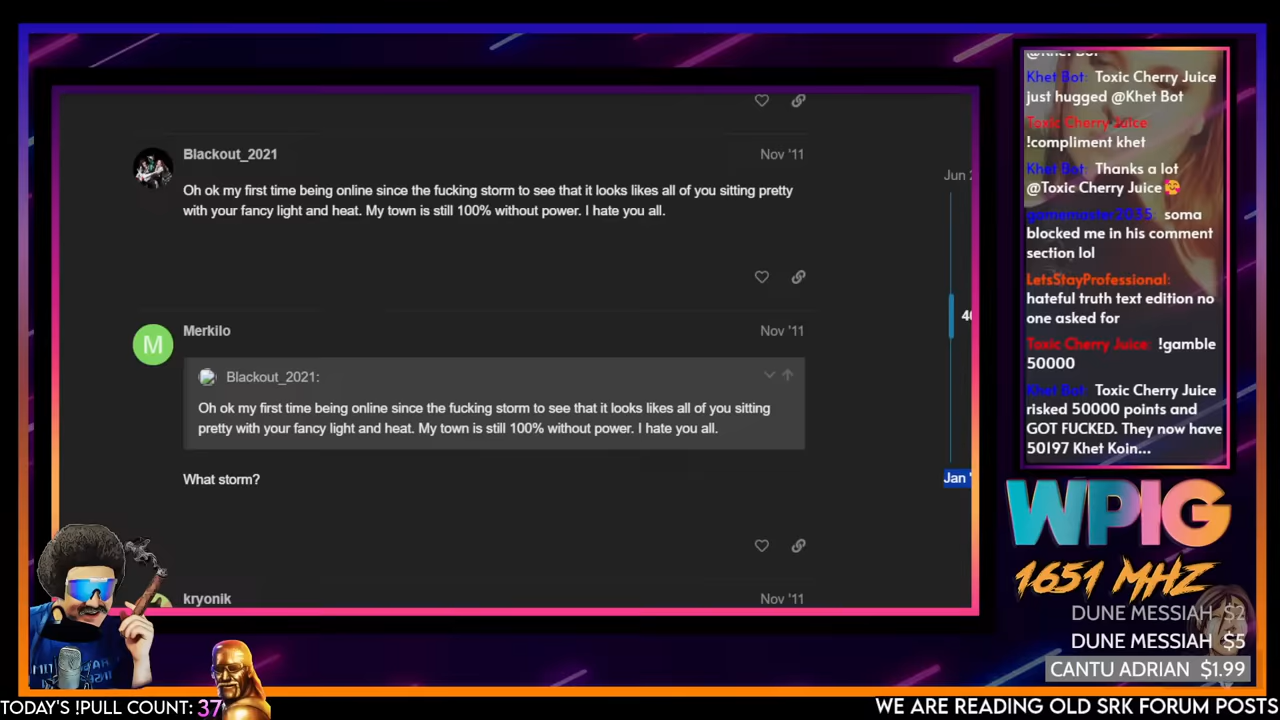 Blackout_2021
Nov '11
Oh ok my first time being online since the fucking storm to see that it looks likes all of you sitting pretty
with your fancy light and heat. My town is still 100% without power. I hate you all.
Merkilo
Nov '11
M
Blackout_2021:
Oh ok my first time being online since the fucking storm to see that it looks likes all of you sitting
pretty with your fancy light and heat. My town is still 100% without power. I hate you all.
What storm?
kryonik
Nov '11
Jun
Jan '
@Khet Bot
Khet Bot: Toxic Cherry Juice
just hugged @Khet Bot
Toxic Cherry Juice:
!compliment khet
Khet Bot: Thanks a lot
@Toxic Cherry Juice🥰
gamemaster2035: soma
blocked me in his comment
section lol
LetsStayProfessional:
hateful truth text edition no
one asked for
Toxic Cherry Juice: !gamble
50000
Khet Bot: Toxic Cherry Juice
risked 50000 points and
GOT FUCKED. They now have
50197 Khet Koin...
WPIG
1651 MHZ
DUNE MESSIAH $2
DUNE MESSIAH $5
CANTU ADRIAN $1.99
TODAY'S !PULL COUNT: 37
WE ARE READING OLD SRK FORUM POSTS